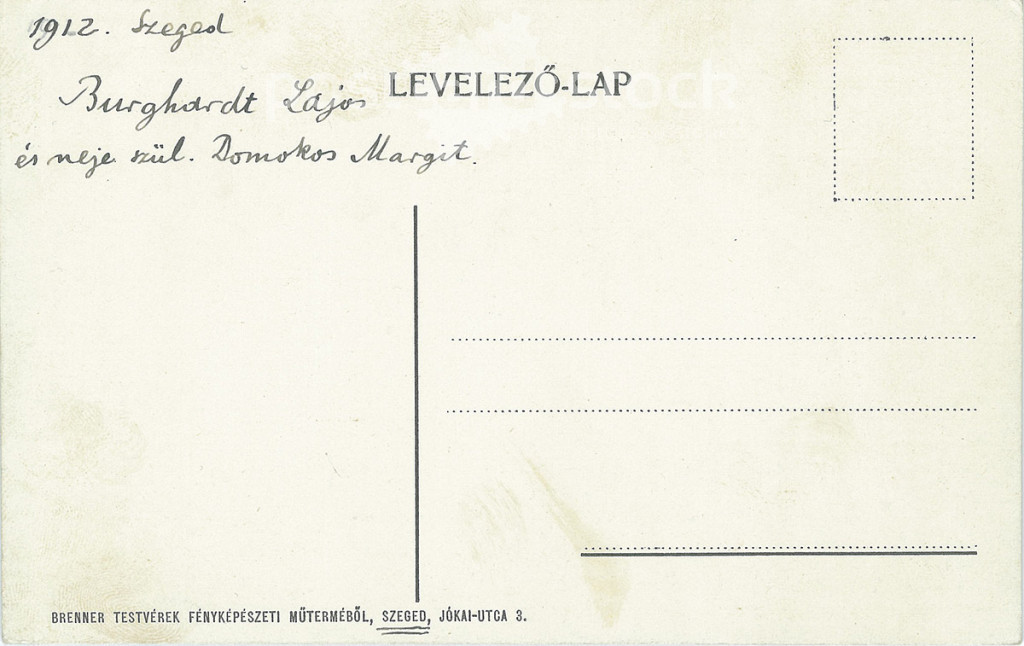 1912. Szeged
Burghardt Lajos
és neje szül. Domokos Margit.
LEVELEZŐ-LAP
BRENNER TESTVÉREK FÉNYKÉPÉSZETI MŰTERMÉBŐL, SZEGED, JÓKAI-UTCA 3.